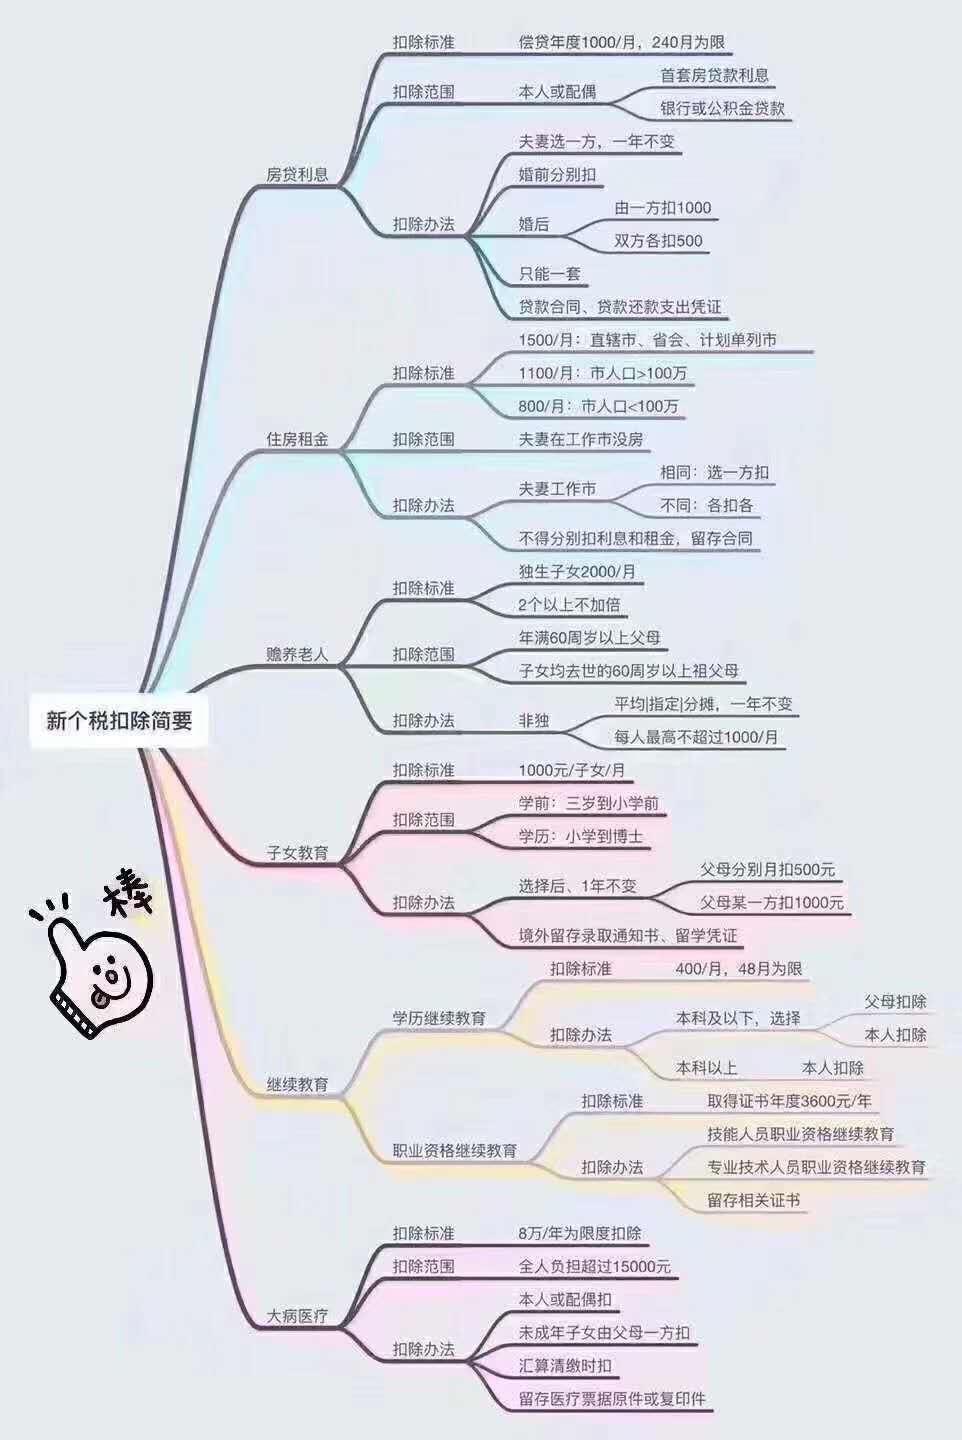 扣除标准 偿贷年度1000/月，240月为限
首套房贷款利息
扣除范围 本人或配偶
银行或公积金贷款
夫妻选一方，一年不变
房贷利息
婚前分别扣
由一方扣1000
扣除办法 婚后
双方各扣500
只能一套
贷款合同、贷款还款支出凭证
1500/月：直辖市、省会、计划单列市
扣除标准 1100/月：市人口>100万
800/月：市人口<100万
住房租金 扣除范围 夫妻在工作市没房
相同：选一方扣
夫妻工作市
扣除办法 不同：各扣各
不得分别扣利息和租金，留存合同
独生子女2000/月
扣除标准
2个以上不加倍
年满60周岁以上父母
赡养老人 扣除范围
子女均去世的60周岁以上祖父母
平均|指定|分摊，一年不变
扣除办法 非独
每人最高不超过1000/月
新个税扣除简要
扣除标准 1000元/子女/月
学前：三岁到小学前
扣除范围
学历：小学到博士
子女教育
父母分别月扣500元
选择后、1年不变
扣除办法 父母某一方扣1000元
境外留存录取通知书、留学凭证
棒
扣除标准 400/月，48月为限
父母扣除
学历继续教育 本科及以下，选择
扣除办法 本人扣除
本科以上 本人扣除
继续教育
扣除标准 取得证书年度3600元/年
技能人员职业资格继续教育
职业资格继续教育
扣除办法 专业技术人员职业资格继续教育
留存相关证书
扣除标准 8万/年为限度扣除
扣除范围 全人负担超过15000元
本人或配偶扣
大病医疗
未成年子女由父母一方扣
扣除办法
汇算清缴时扣
留存医疗票据原件或复印件